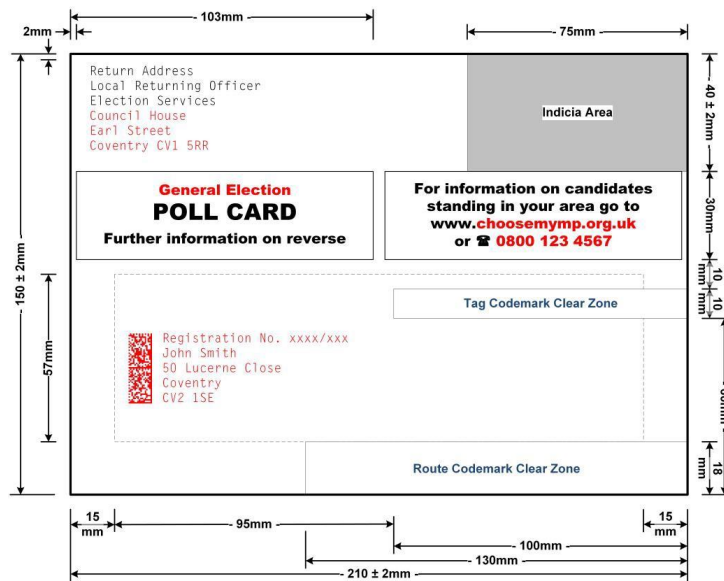 103mm
2mm
75mm
Return Address
Local Returning Officer
Election Services
Council House
Earl Street
Coventry CV1 5RR
Indicia Area
40 ± 2mm
General Election
POLL CARD
Further information on reverse
For information on candidates
standing in your area go to
www.choosemymp.org.uk
or ☎ 0800 123 4567
30mm
150 ± 2mm
10
mm
10
mm
Tag Codemark Clear Zone
57mm
Registration No. xxxx/xxx
John Smith
50 Lucerne Close
Coventry
CV2 1SE
Route Codemark Clear Zone
18
mm
15
mm
95mm
15
mm
100mm
130mm
210 ± 2mm